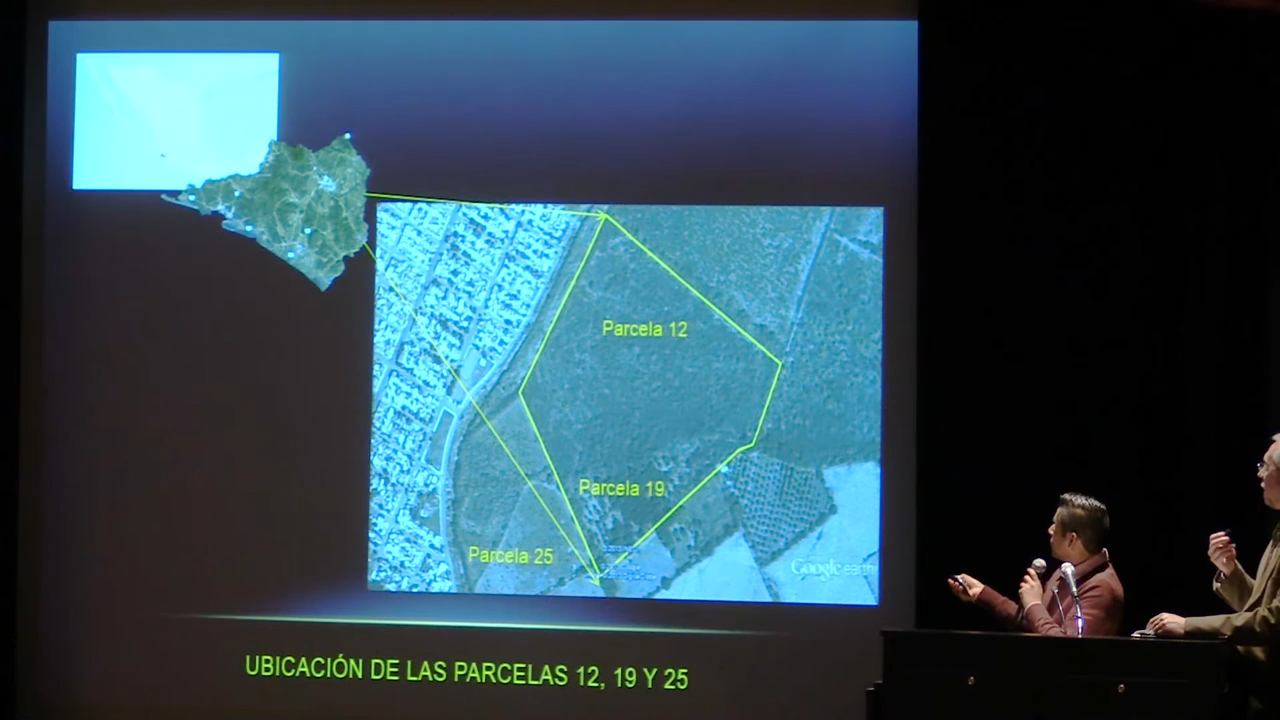 Parcela 12
Parcela 19
Parcela 25
Google earth
UBICACIÓN DE LAS PARCELAS 12, 19 Y 25